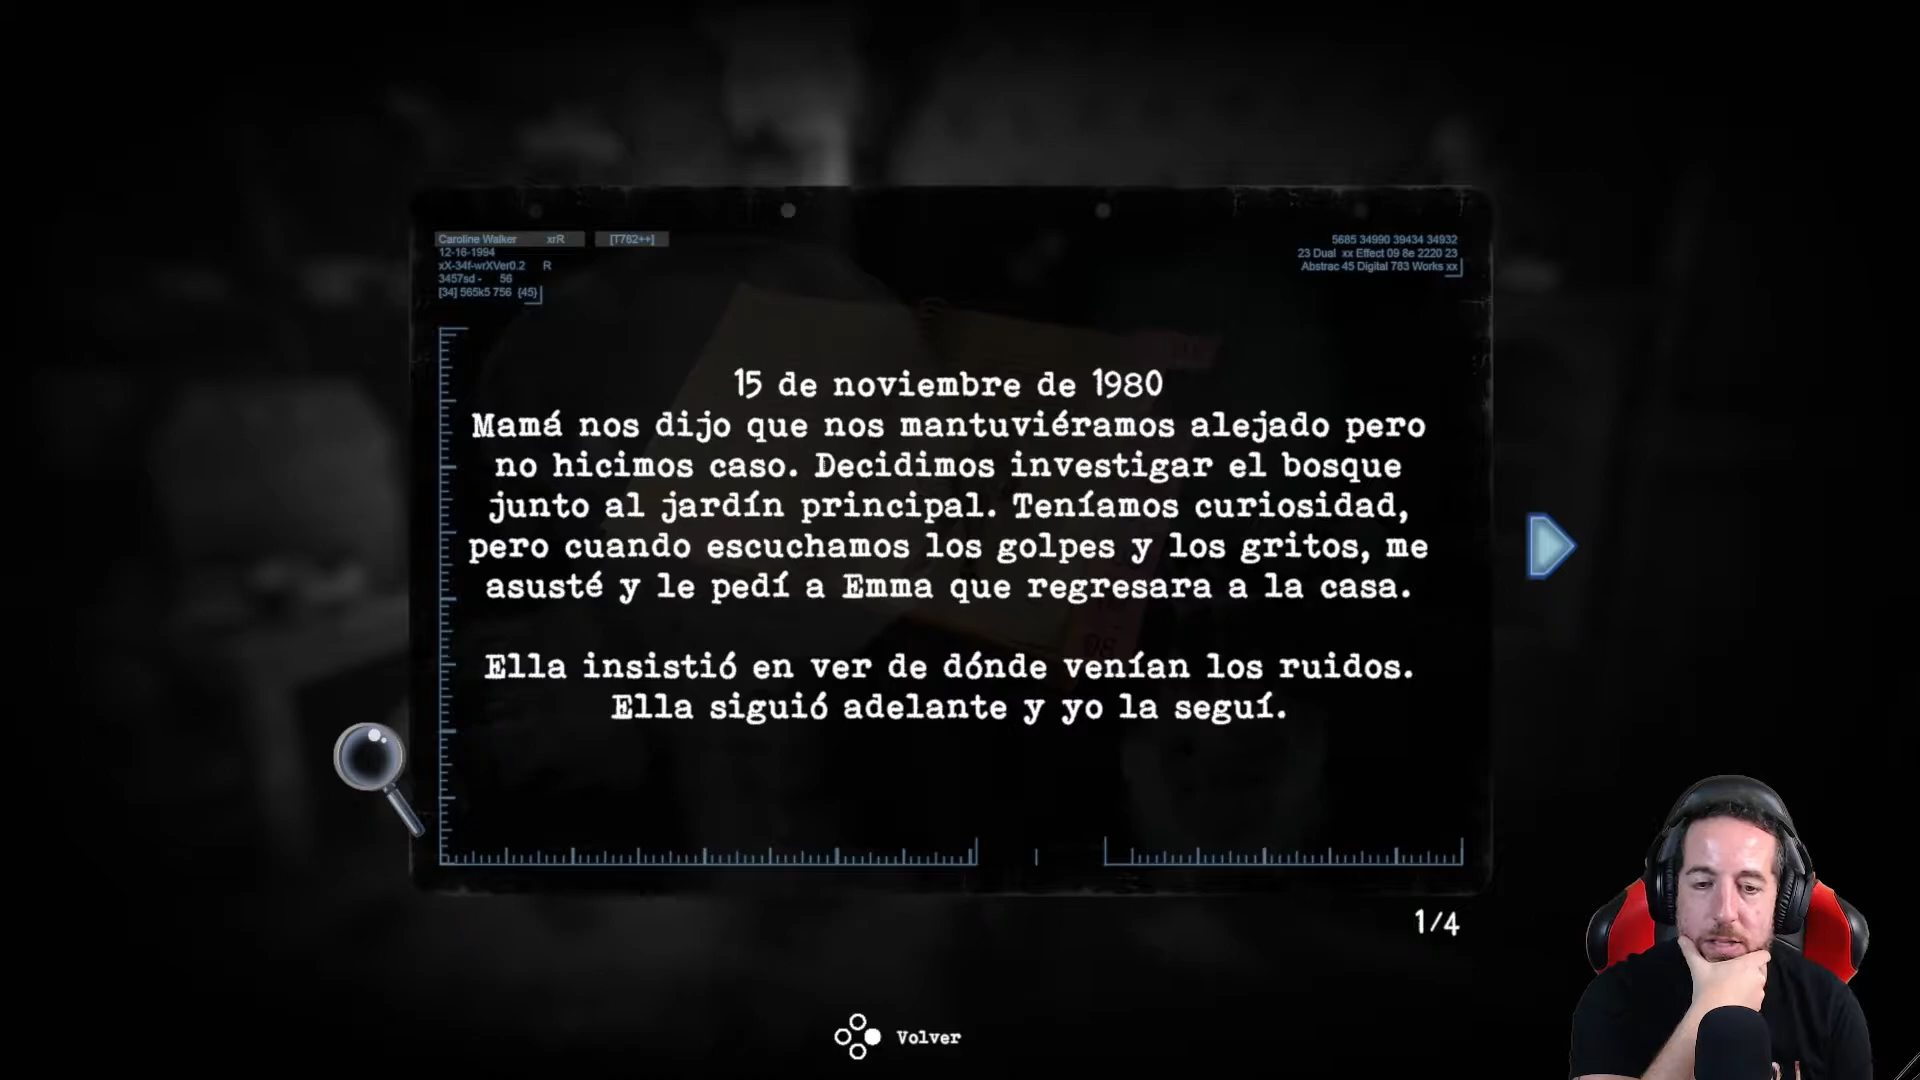 Caroline Walker xrR [T762++]
12-16-1994
xX-34f-wrXVer0.2 R
3457sd - 56
[34] 565k5 756 {45}
5685 34990 39434 34932
23 Dual xx Effect 09 8e 2220 23
Abstrac 45 Digital 783 Works xx
15 de noviembre de 1980
Mamá nos dijo que nos mantuviéramos alejado pero
no hicimos caso. Decidimos investigar el bosque
junto al jardín principal. Teníamos curiosidad,
pero cuando escuchamos los golpes y los gritos, me
asusté y le pedí a Emma que regresara a la casa.
Ella insistió en ver de dónde venían los ruidos.
Ella siguió adelante y yo la seguí.
1/4
Volver